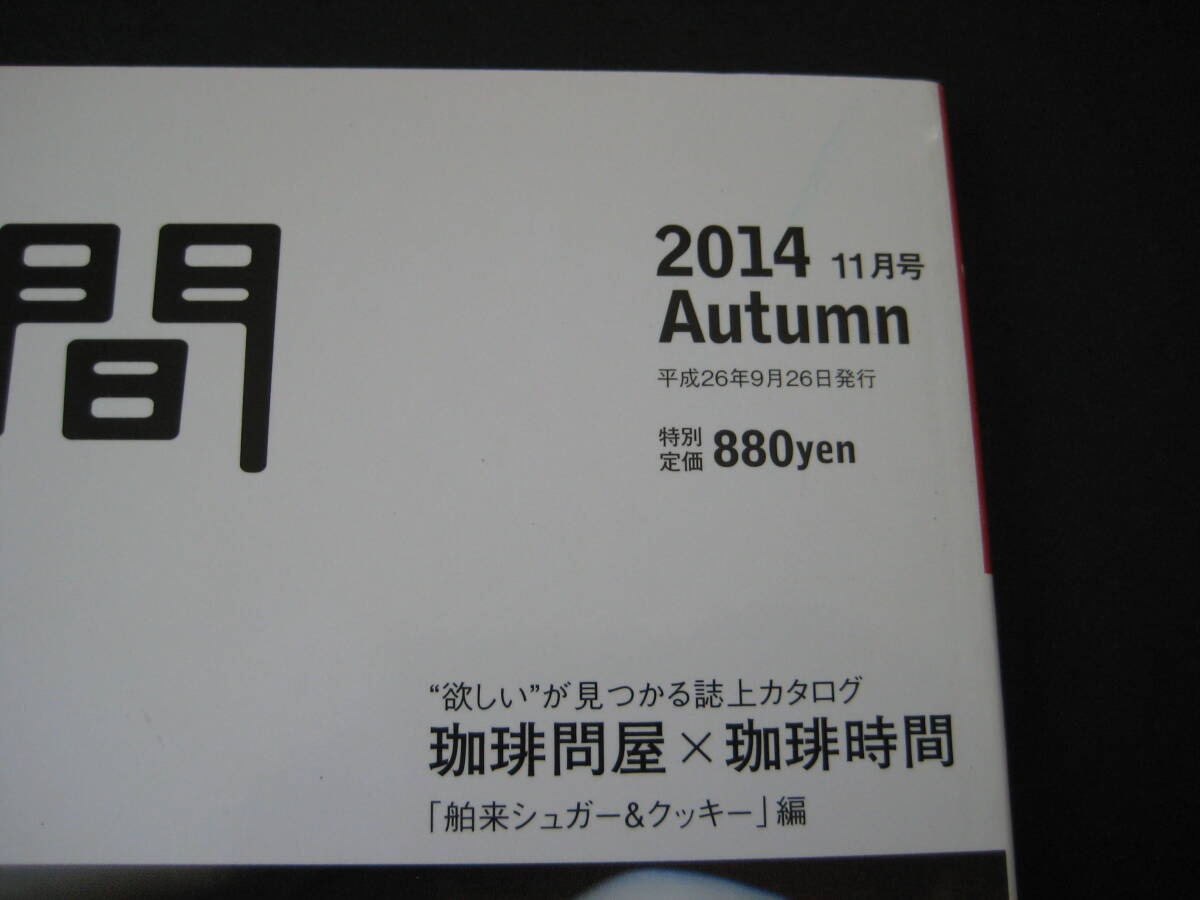 間
2014 11月号
Autumn
平成26年9月26日発行
特別
定価 880yen
“欲しい”が見つかる誌上カタログ
珈琲問屋×珈琲時間
「舶来シュガー&クッキー」編